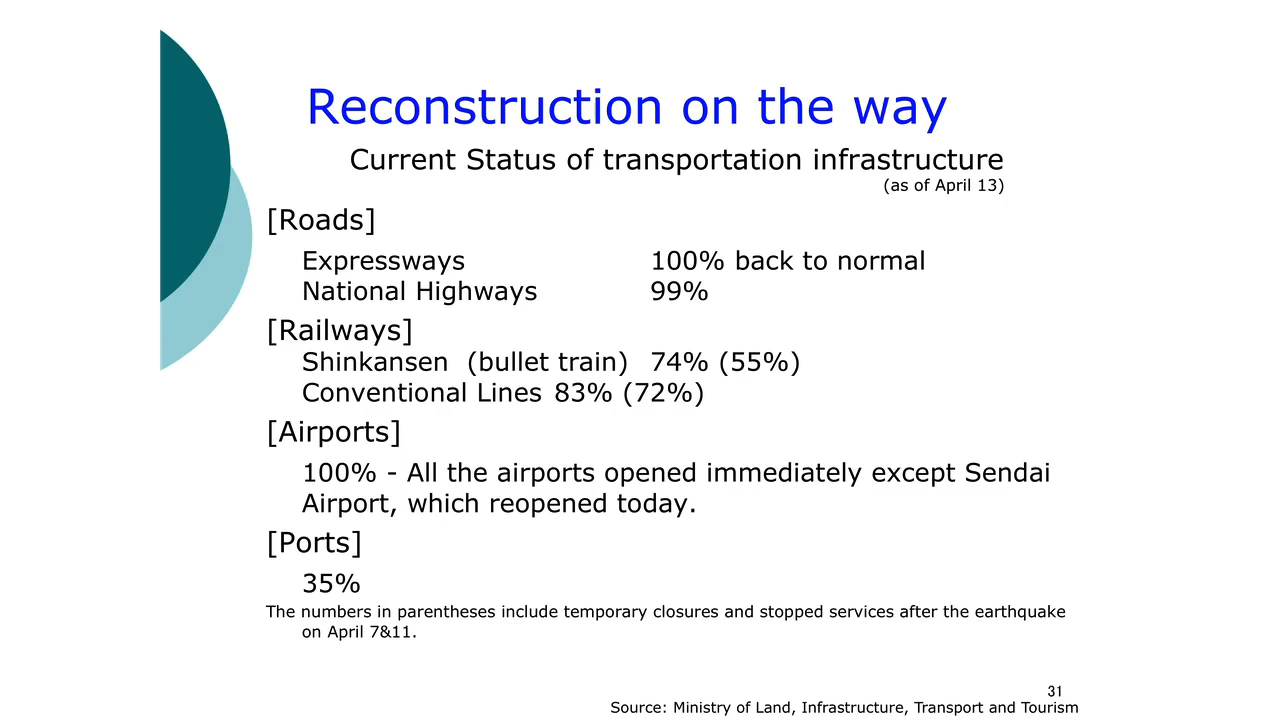 Reconstruction on the way
Current Status of transportation infrastructure
(as of April 13)
[Roads]
Expressways 100% back to normal
National Highways 99%
[Railways]
Shinkansen (bullet train) 74% (55%)
Conventional Lines 83% (72%)
[Airports]
100% - All the airports opened immediately except Sendai
Airport, which reopened today.
[Ports]
35%
The numbers in parentheses include temporary closures and stopped services after the earthquake
on April 7&11.
31
Source: Ministry of Land, Infrastructure, Transport and Tourism